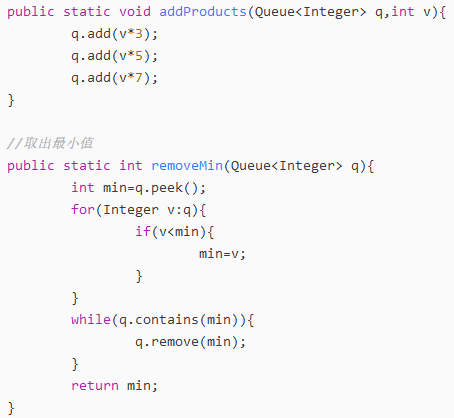 public static void addProducts(Queue<Integer> q,int v){
        q.add(v*3);
        q.add(v*5);
        q.add(v*7);
}

//取出最小值
public static int removeMin(Queue<Integer> q){
        int min=q.peek();
        for(Integer v:q){
                if(v<min){
                        min=v;
                }
        }
        while(q.contains(min)){
                q.remove(min);
        }
        return min;
}